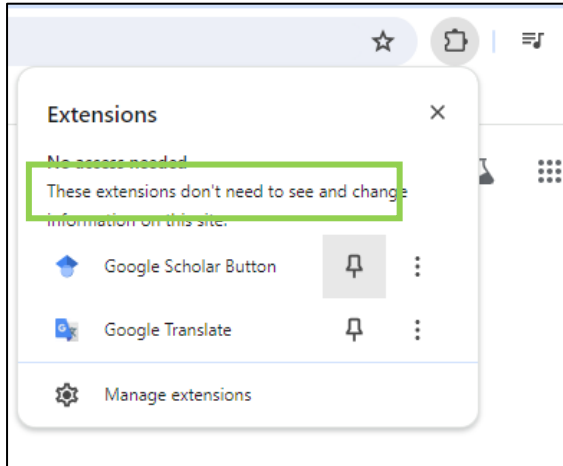 Extensions
No access needed
These extensions don't need to see and change
information on this site.
Google Scholar Button
Google Translate
Manage extensions